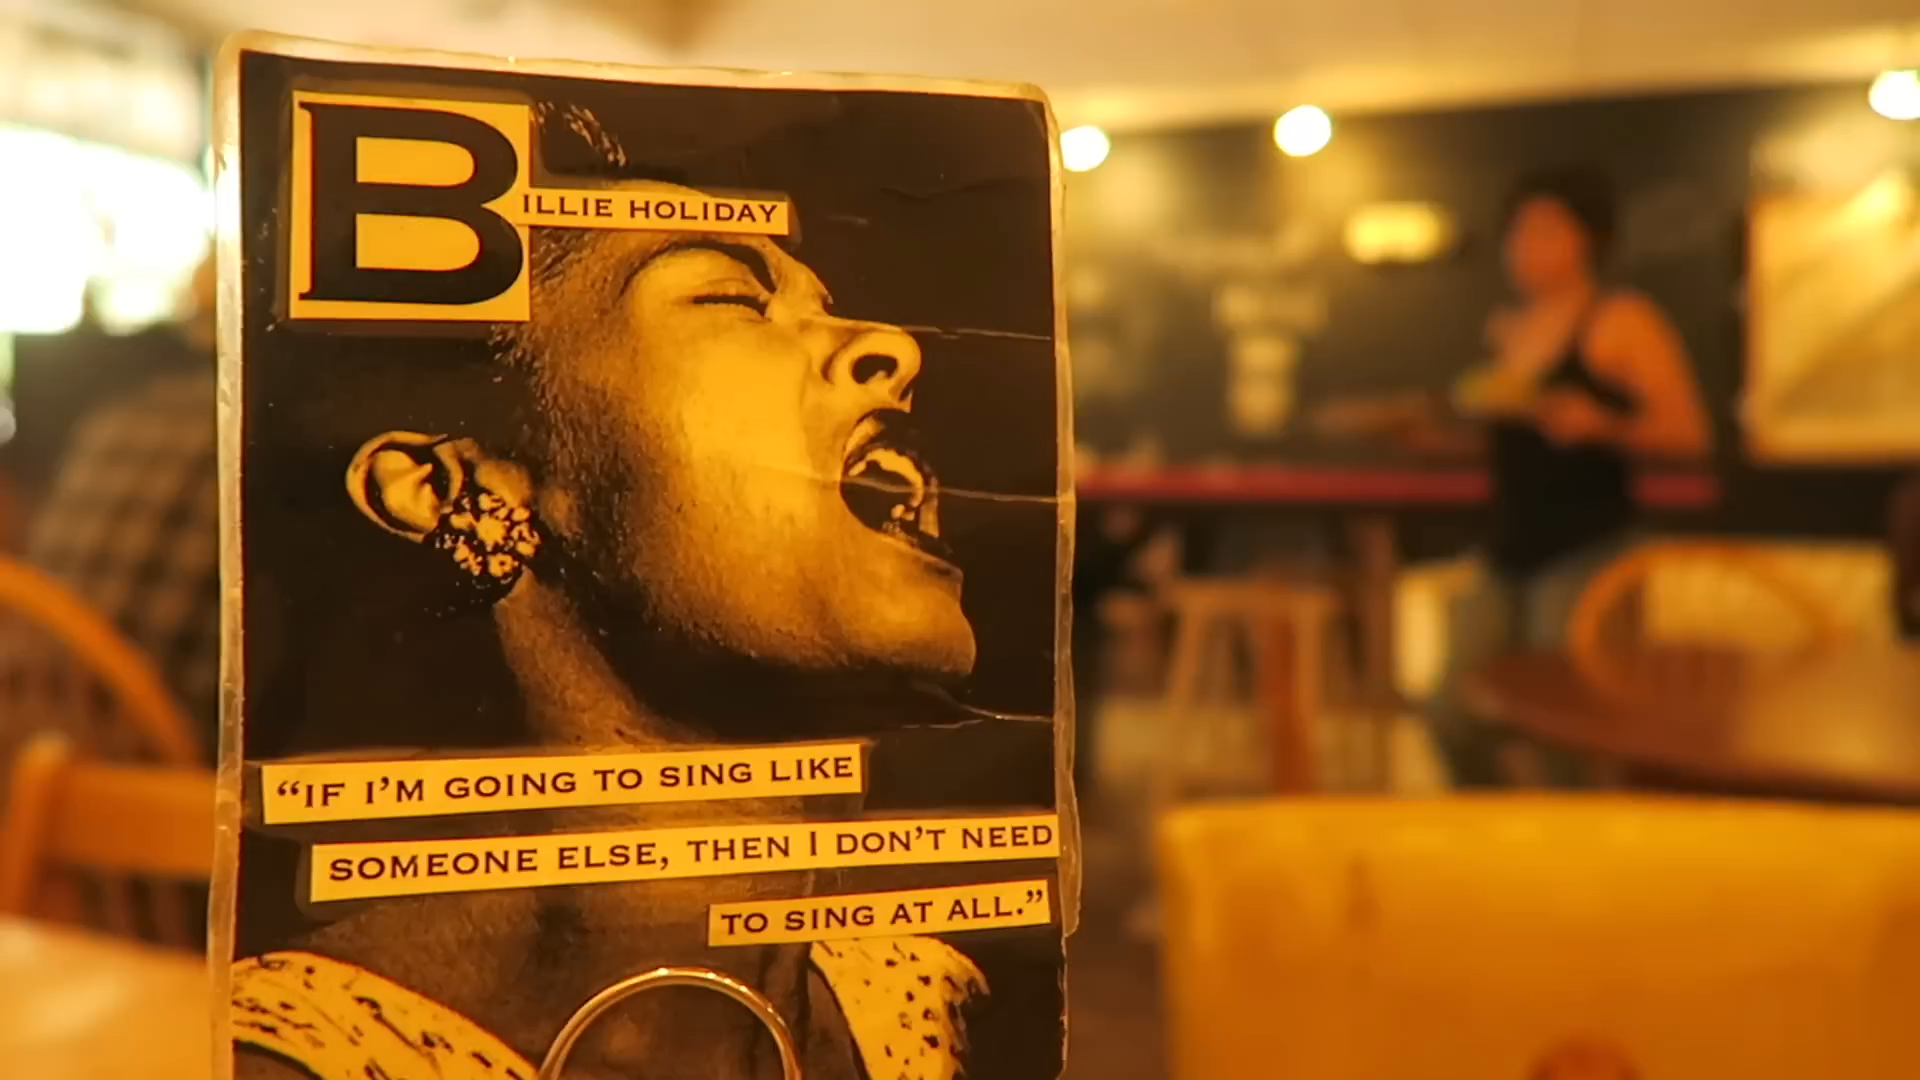 BILLIE HOLIDAY
“IF I’M GOING TO SING LIKE
SOMEONE ELSE, THEN I DON’T NEED
TO SING AT ALL.”